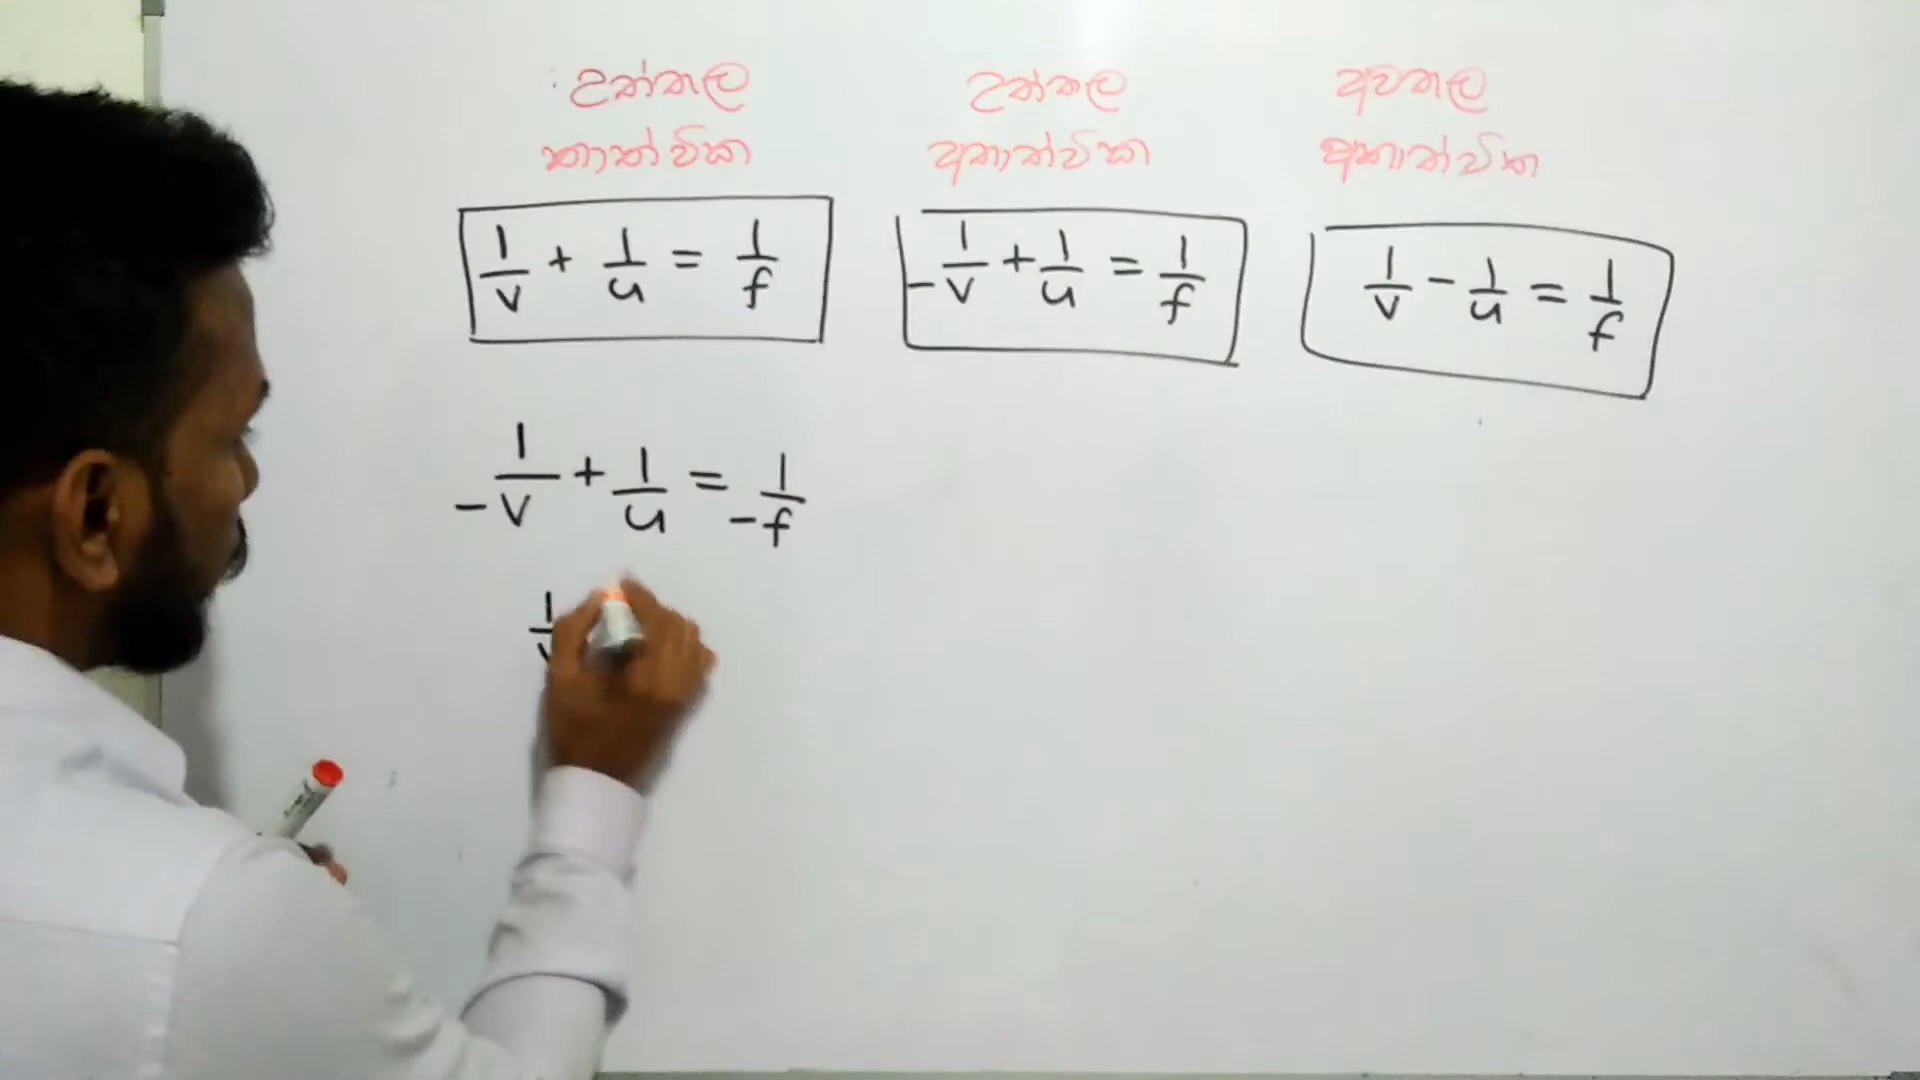 උත්තල
තාත්වික
1/v + 1/u = 1/f
උත්තල
අතාත්වික
1/-v + 1/u = 1/f
අවතල
අතාත්වික
1/v - 1/u = 1/f
1/-v + 1/u = 1/-f
1/v